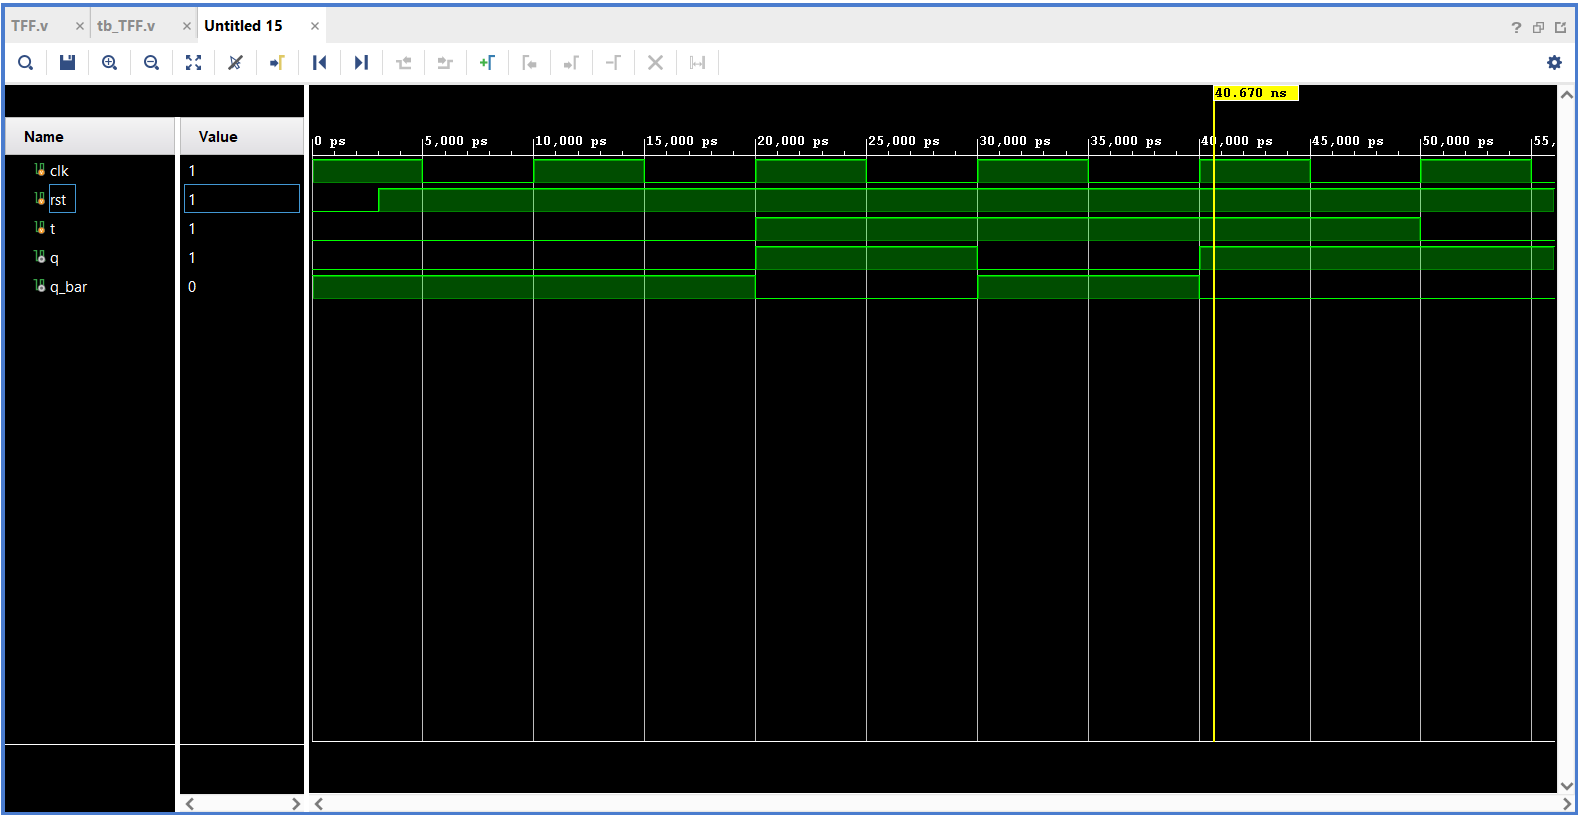 TFF.v × tb_TFF.v × Untitled 15 × ?
40.670 ns
Name Value
0 ps 5,000 ps 10,000 ps 15,000 ps 20,000 ps 25,000 ps 30,000 ps 35,000 ps 40,000 ps 45,000 ps 50,000 ps 55,
clk 1
rst 1
t 1
q 1
q_bar 0